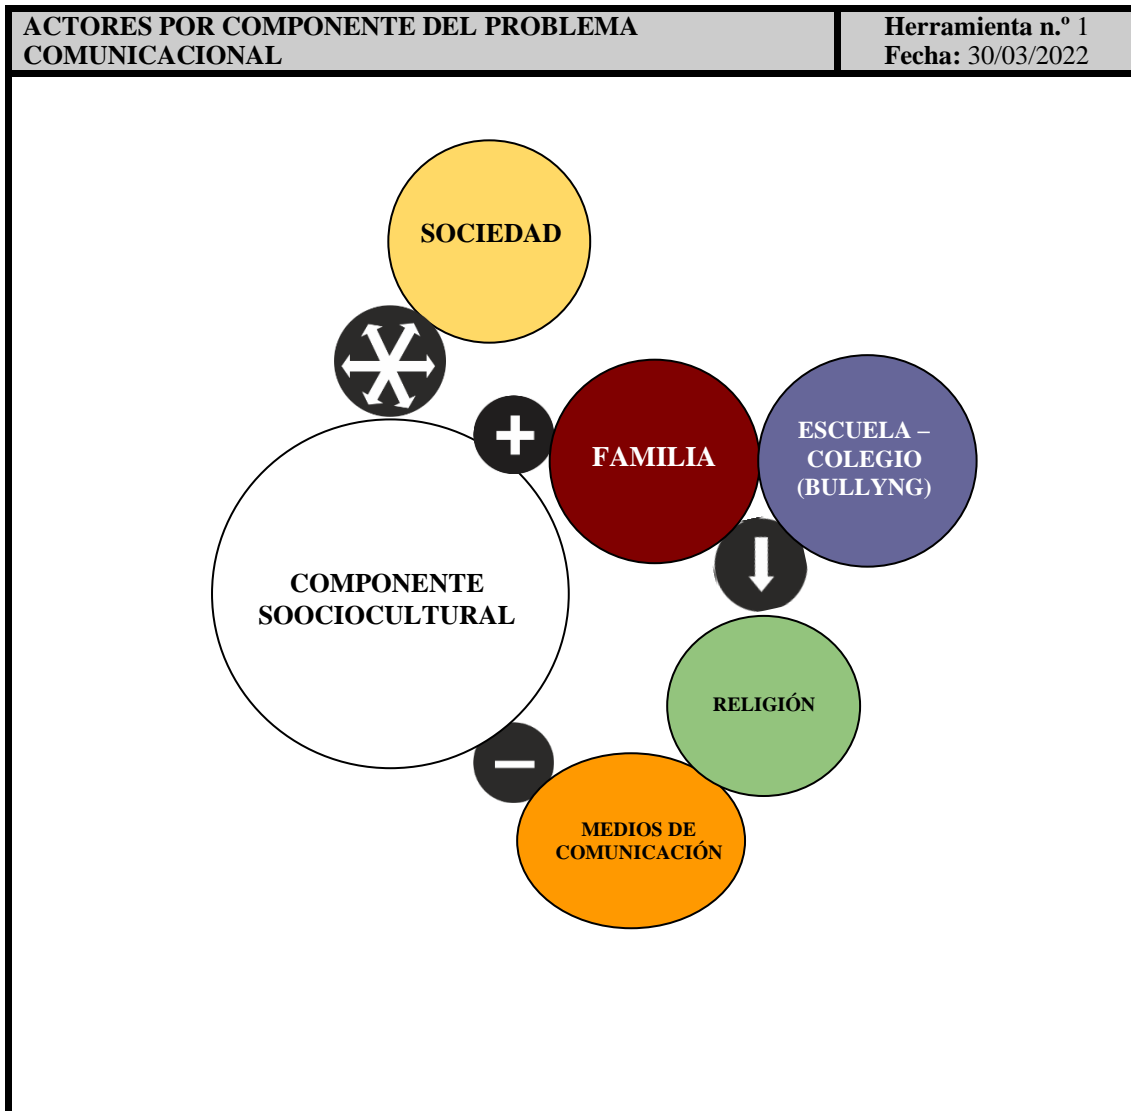 ACTORES POR COMPONENTE DEL PROBLEMA
COMUNICACIONAL
Herramienta n.º 1
Fecha: 30/03/2022
SOCIEDAD
FAMILIA
ESCUELA –
COLEGIO
(BULLYNG)
COMPONENTE
SOOCIOCULTURAL
RELIGIÓN
MEDIOS DE
COMUNICACIÓN